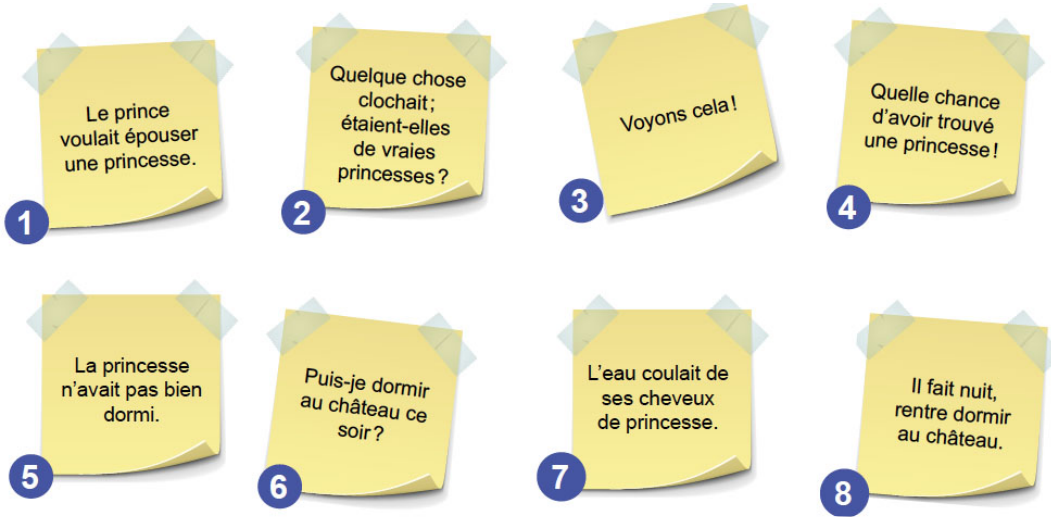 Le prince
voulait épouser
une princesse.
1
Quelque chose
clochait;
étaient-elles
de vraies
princesses ?
2
Voyons cela !
3
Quelle chance
d'avoir trouvé
une princesse !
4
La princesse
n'avait pas bien
dormi.
5
Puis-je dormir
au château ce
soir ?
6
L'eau coulait de
ses cheveux
de princesse.
7
Il fait nuit,
rentre dormir
au château.
8